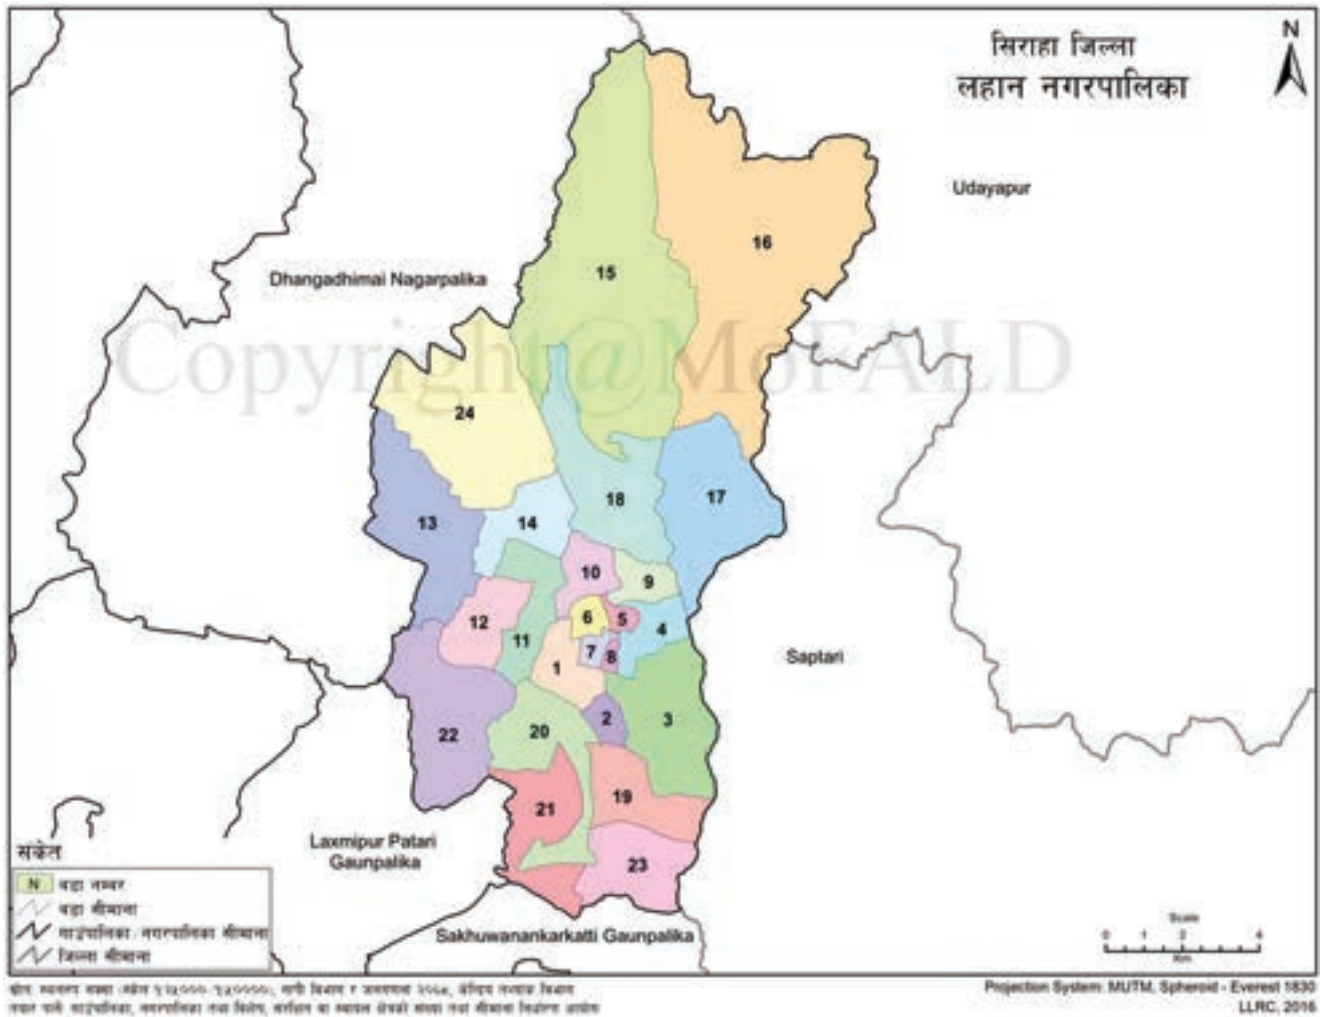 सिराहा जिल्ला
लहान नगरपालिका
N
Udayapur
16
15
Dhangadhimai Nagarpalika
Copyright@MoFALD
24
18
17
13
14
10
9
12
6
5
4
11
7
8
1
Saptari
2
3
20
22
21
19
23
Laxmipur Patari
Gaunpalika
Sakhuwanankarkatti Gaunpalika
संकेत
N वडा नम्बर
वडा सीमाना
गाउँपालिका/नगरपालिका सीमाना
जिल्ला सीमाना
Scale
0 1 2 4
Km
Projection System: MUTM, Spheroid - Everest 1830
LLRC, 2016